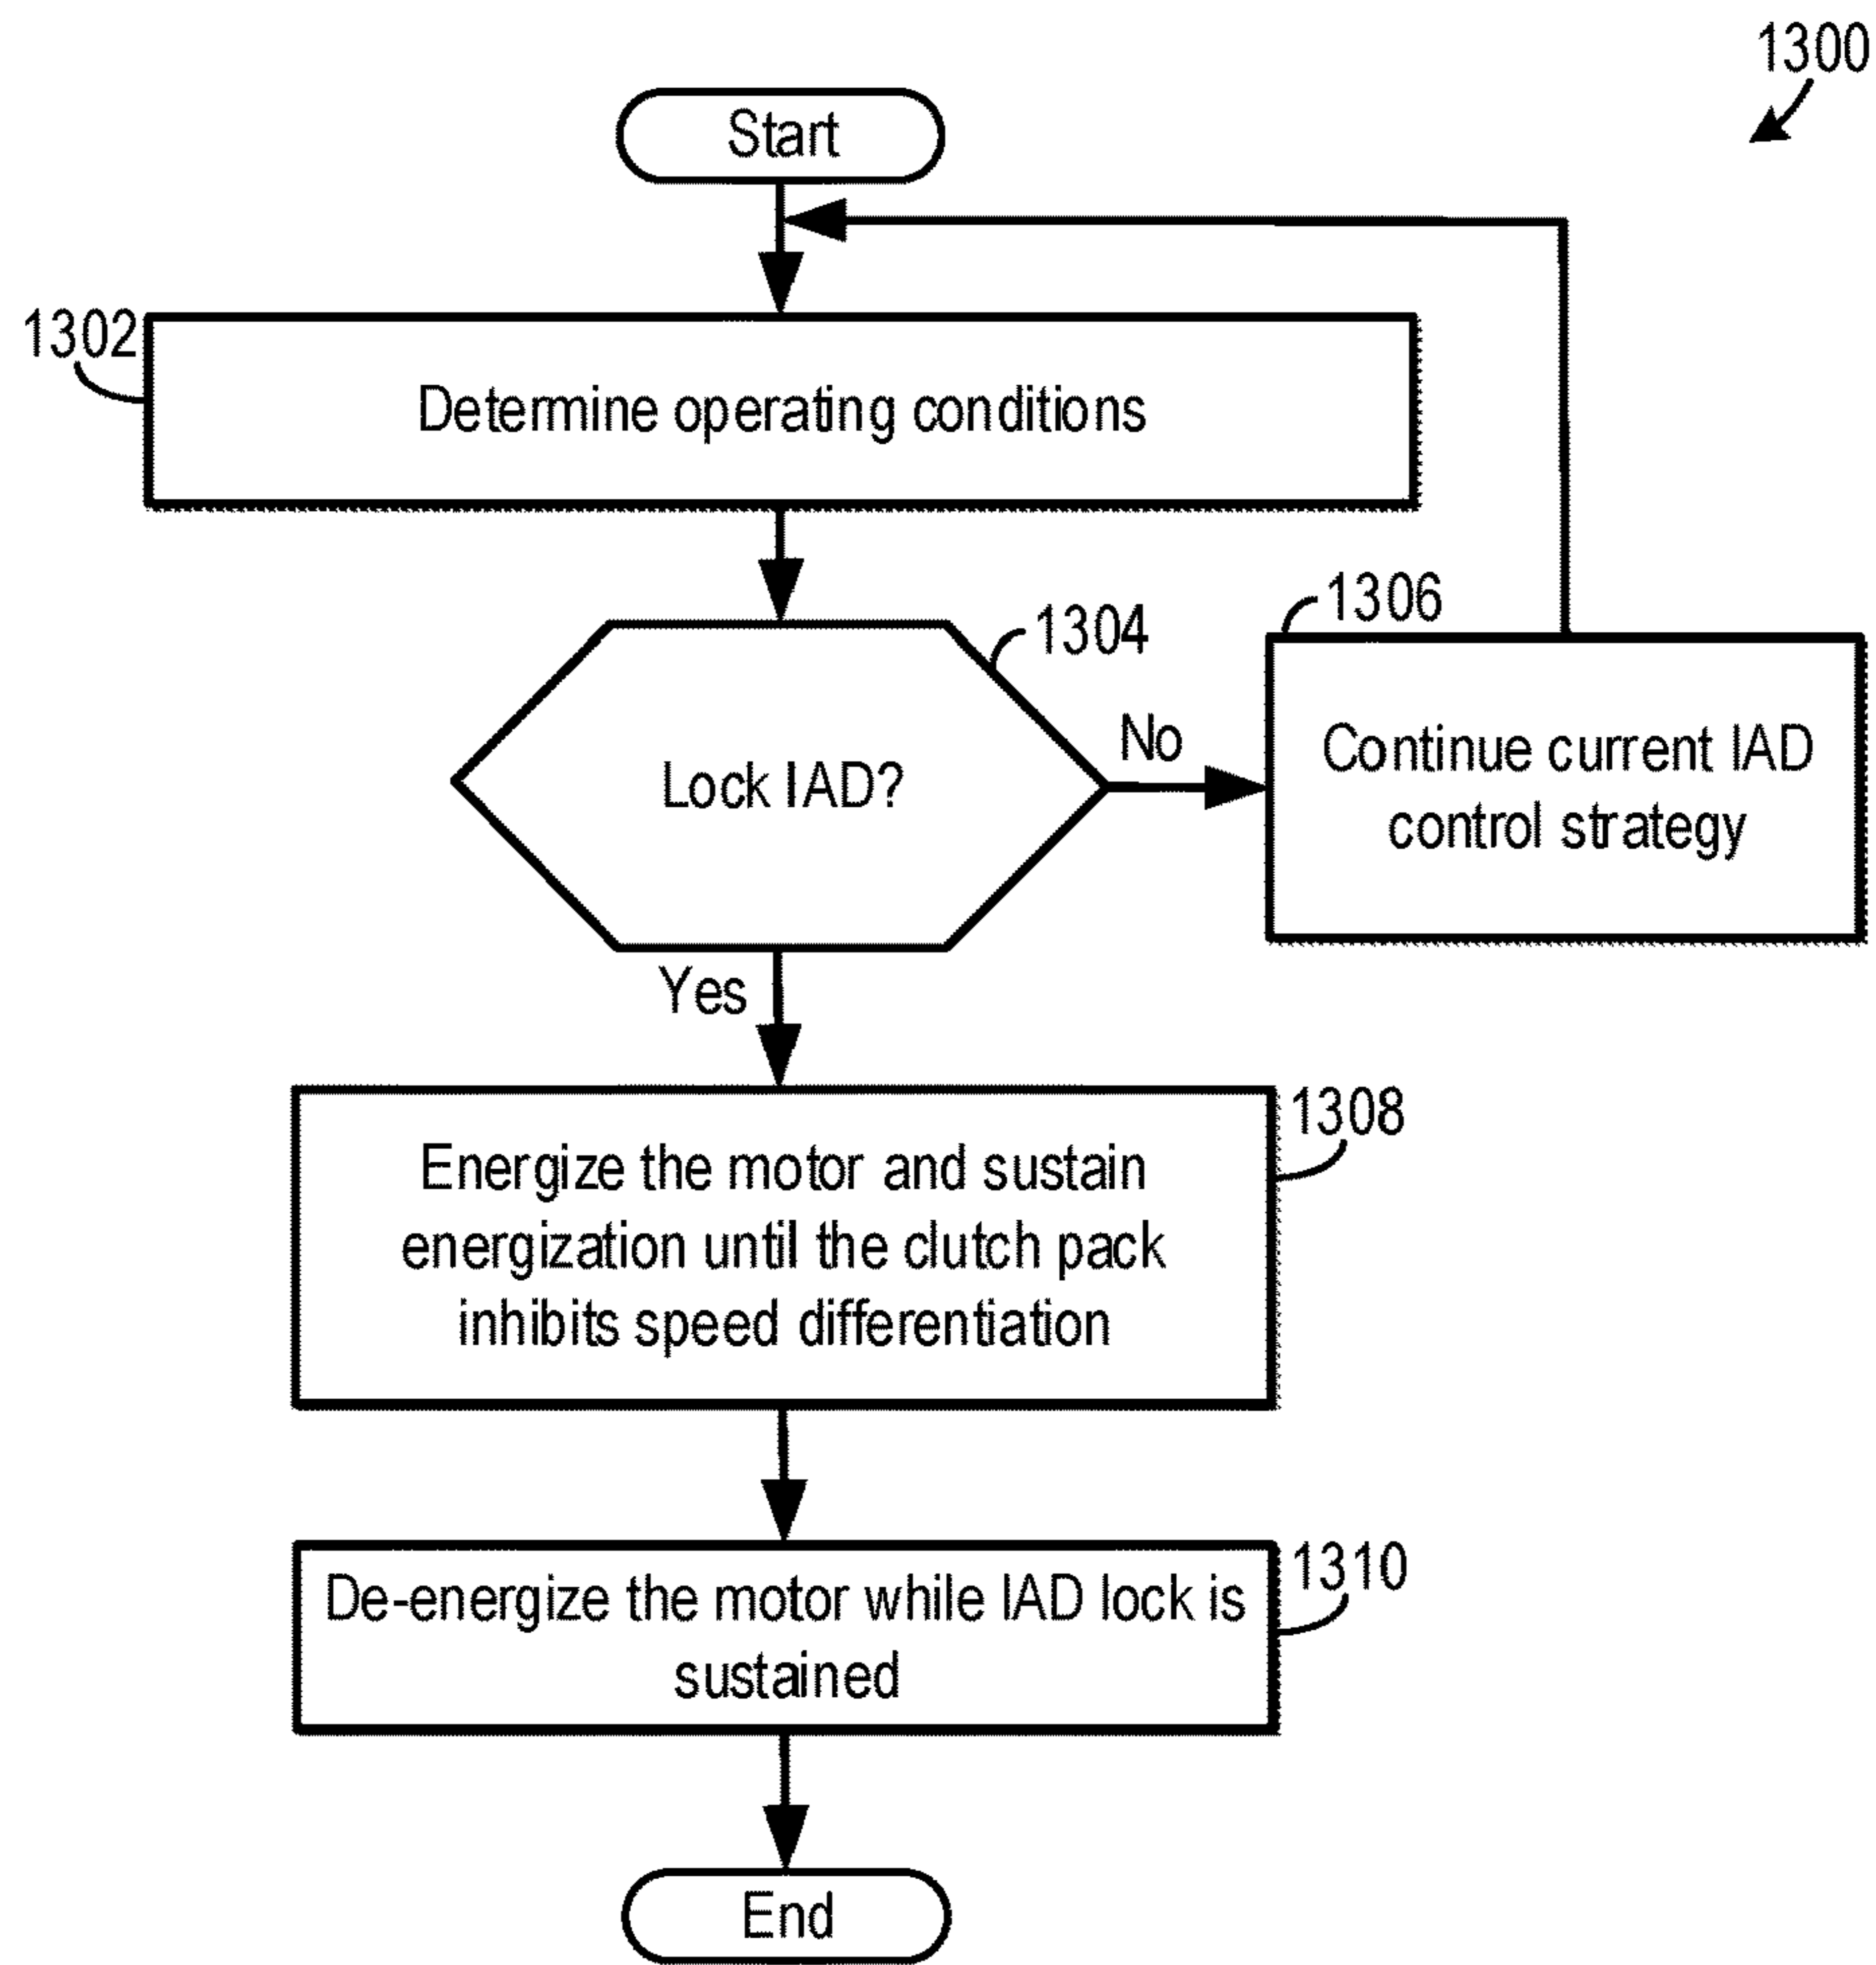 1300
Start
1302
Determine operating conditions
1304
1306
Lock IAD?
No
Continue current IAD
control strategy
Yes
1308
Energize the motor and sustain
energization until the clutch pack
inhibits speed differentiation
1310
De-energize the motor while IAD lock is
sustained
End